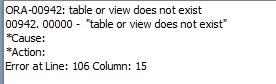 ORA-00942: table or view does not exist
00942. 00000 - "table or view does not exist"
*Cause:
*Action:
Error at Line: 106 Column: 15